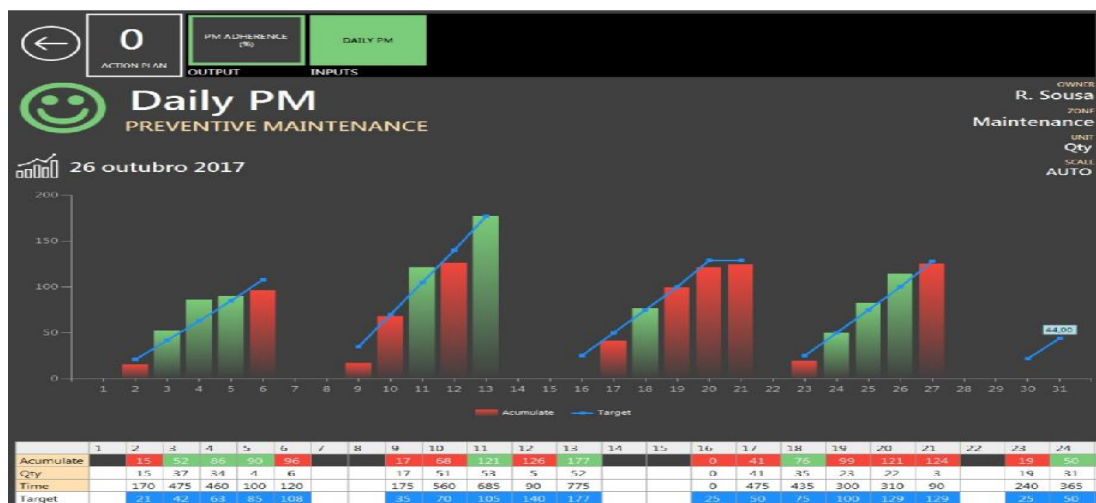 0
ACTION PLAN
PM ADHERENCE
(%)
OUTPUT
DAILY PM
INPUTS
Daily PM
PREVENTIVE MAINTENANCE
OWNER
R. Sousa
ZONE
Maintenance
UNIT
Qty
SCALE
AUTO
26 outubro 2017
200
150
100
50
0
44,00
1 2 3 4 5 6 7 8 9 10 11 12 13 14 15 16 17 18 19 20 21 22 23 24 25 26 27 28 29 30 31
Acumulate Target
1 2 3 4 5 6 7 8 9 10 11 12 13 14 15 16 17 18 19 20 21 22 23 24
Acumulate 15 52 86 90 96 17 68 121 126 177 0 41 76 99 121 124 19 50
Qty 15 37 34 4 6 17 51 53 5 52 0 41 35 23 22 3 19 31
Time 170 475 460 100 120 175 560 685 90 775 0 475 435 300 310 90 240 365
Target 21 42 63 85 108 35 70 105 140 177 25 50 75 100 129 129 25 50